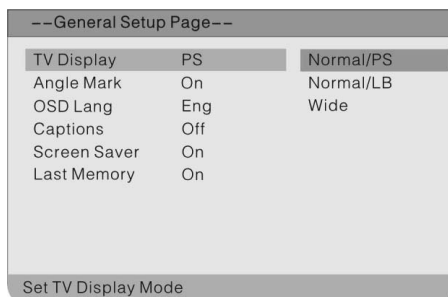 --General Setup Page--
TV Display PS Normal/PS
Angle Mark On Normal/LB
OSD Lang Eng Wide
Captions Off
Screen Saver On
Last Memory On
Set TV Display Mode